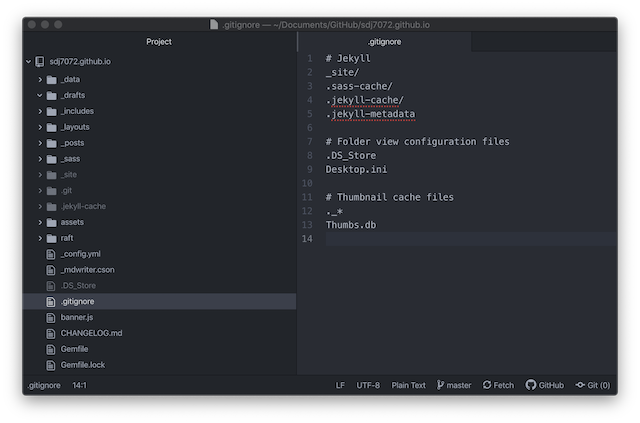 .gitignore — ~/Documents/GitHub/sdj7072.github.io
Project
sdj7072.github.io
_data
_drafts
_includes
_layouts
_posts
_sass
_site
.git
.jekyll-cache
assets
raft
_config.yml
_mdwriter.cson
.DS_Store
.gitignore
banner.js
CHANGELOG.md
Gemfile
Gemfile.lock
.gitignore
1 # Jekyll
2 _site/
3 .sass-cache/
4 .jekyll-cache/
5 .jekyll-metadata
6
7 # Folder view configuration files
8 .DS_Store
9 Desktop.ini
10
11 # Thumbnail cache files
12 ._*
13 Thumbs.db
14
.gitignore 14:1 LF UTF-8 Plain Text master Fetch GitHub Git (0)